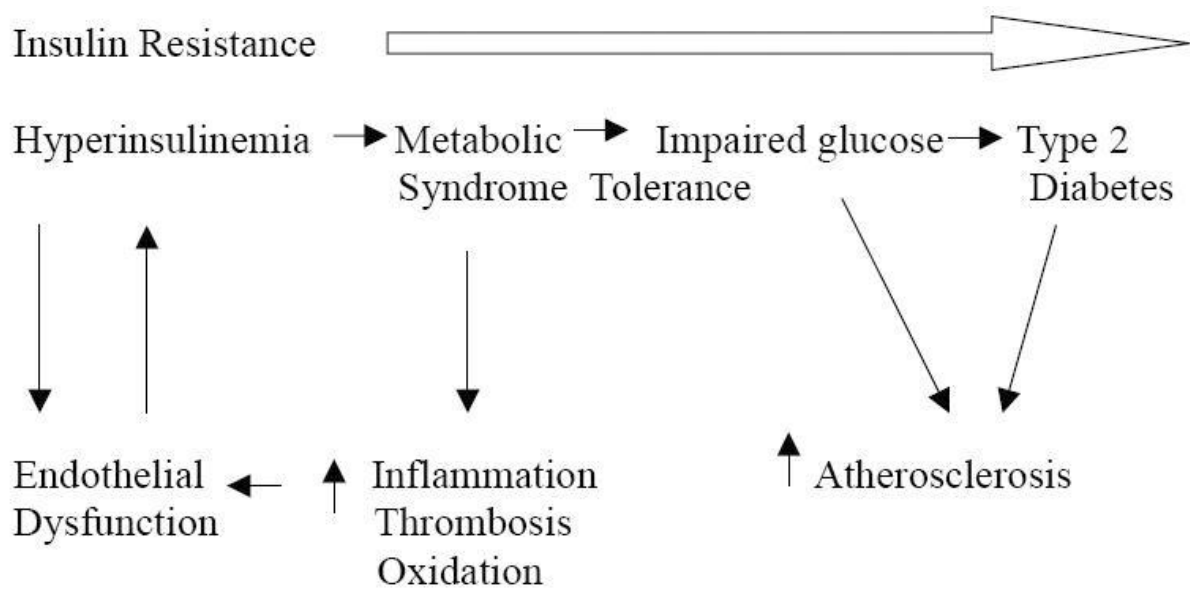 Insulin Resistance
Hyperinsulinemia Metabolic Impaired glucose Type 2
Syndrome Tolerance Diabetes
Endothelial Inflammation Atherosclerosis
Dysfunction Thrombosis
Oxidation